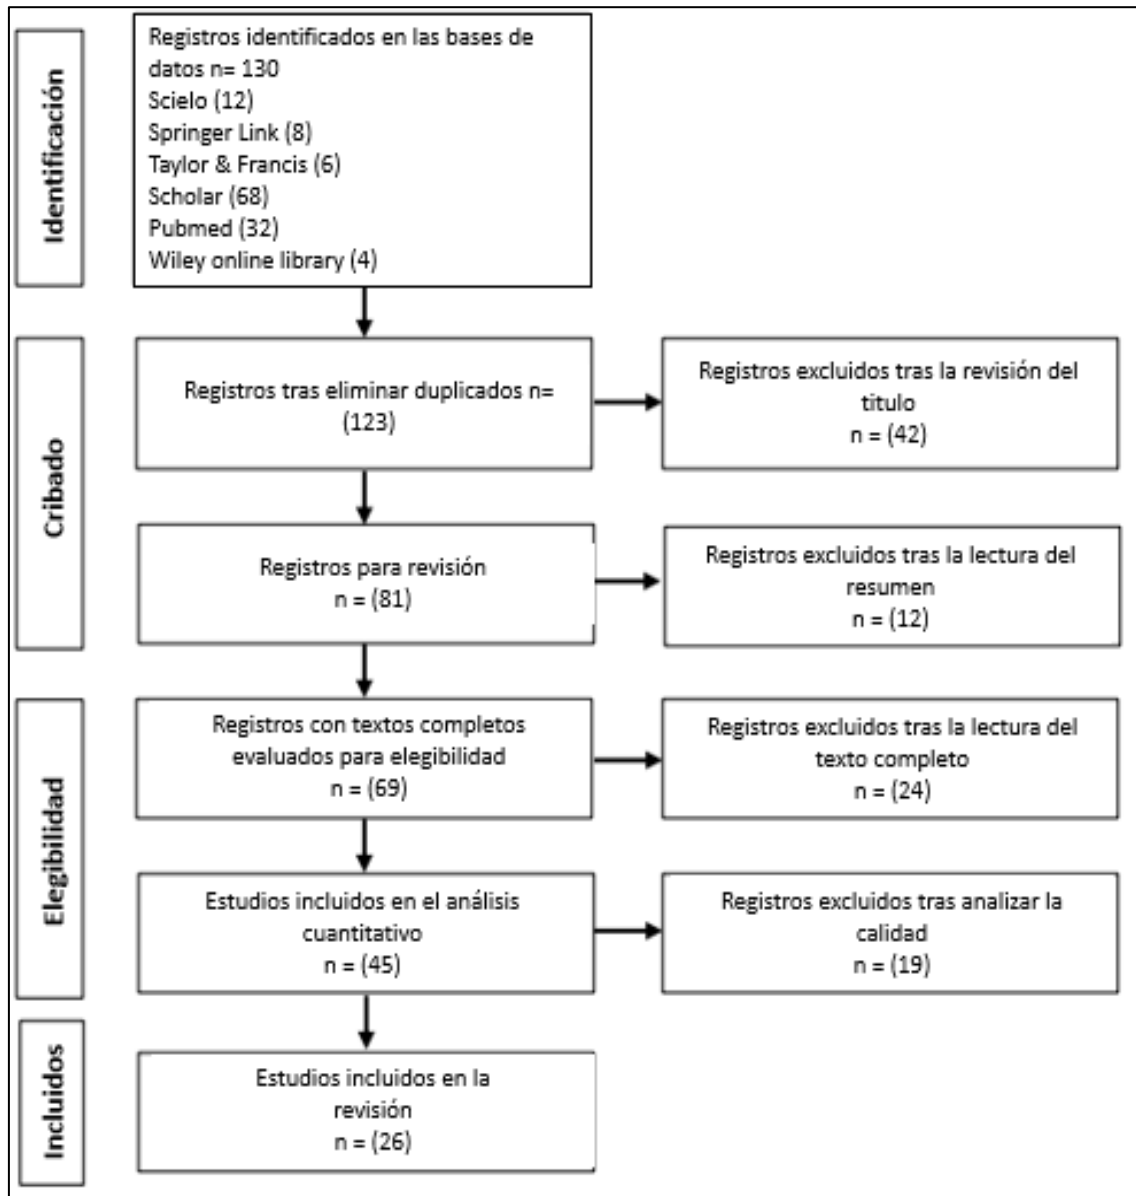 Identificación
Registros identificados en las bases de
datos n= 130
Scielo (12)
Springer Link (8)
Taylor & Francis (6)
Scholar (68)
Pubmed (32)
Wiley online library (4)
Cribado
Registros tras eliminar duplicados n=
(123)
Registros excluidos tras la revisión del
titulo
n = (42)
Registros para revisión
n = (81)
Registros excluidos tras la lectura del
resumen
n = (12)
Elegibilidad
Registros con textos completos
evaluados para elegibilidad
n = (69)
Registros excluidos tras la lectura del
texto completo
n = (24)
Estudios incluidos en el análisis
cuantitativo
n = (45)
Registros excluidos tras analizar la
calidad
n = (19)
Incluidos
Estudios incluidos en la
revisión
n = (26)